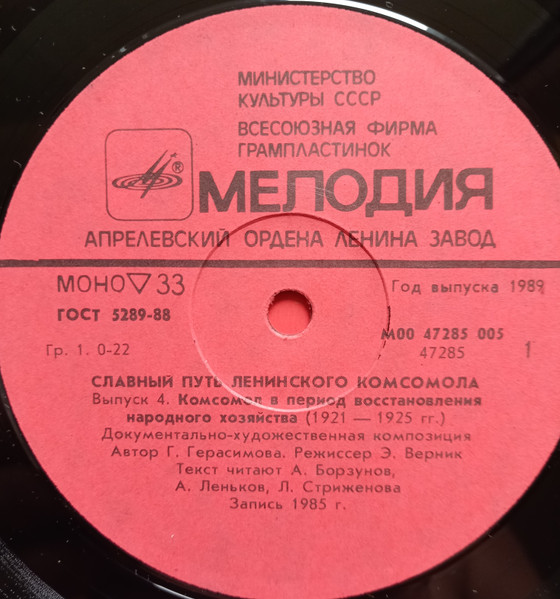 МИНИСТЕРСТВО
КУЛЬТУРЫ СССР
ВСЕСОЮЗНАЯ ФИРМА
ГРАМПЛАСТИНОК
®
МЕЛОДИЯ
АПРЕЛЕВСКИЙ ОРДЕНА ЛЕНИНА ЗАВОД
МОНО ▽ 33
Год выпуска 1989
ГОСТ 5289-88
М00 47285 005
Гр. 1. 0-22
47285
1
СЛАВНЫЙ ПУТЬ ЛЕНИНСКОГО КОМСОМОЛА
Выпуск 4. Комсомол в период восстановления
народного хозяйства (1921 — 1925 гг.)
Документально-художественная композиция
Автор Г. Герасимова. Режиссер Э. Верник
Текст читают А. Борзунов,
А. Леньков, Л. Стриженова
Запись 1985 г.